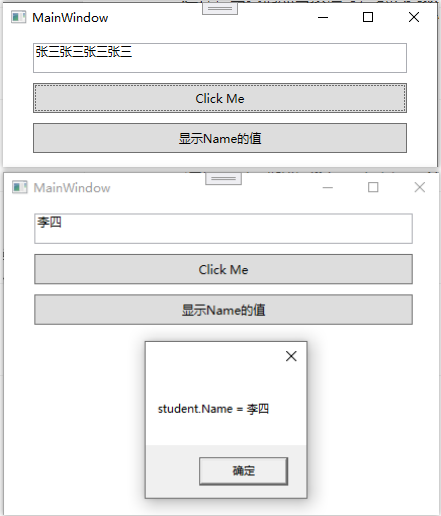 MainWindow
张三张三张三张三
Click Me
显示Name的值
MainWindow
李四
Click Me
显示Name的值
student.Name = 李四
确定